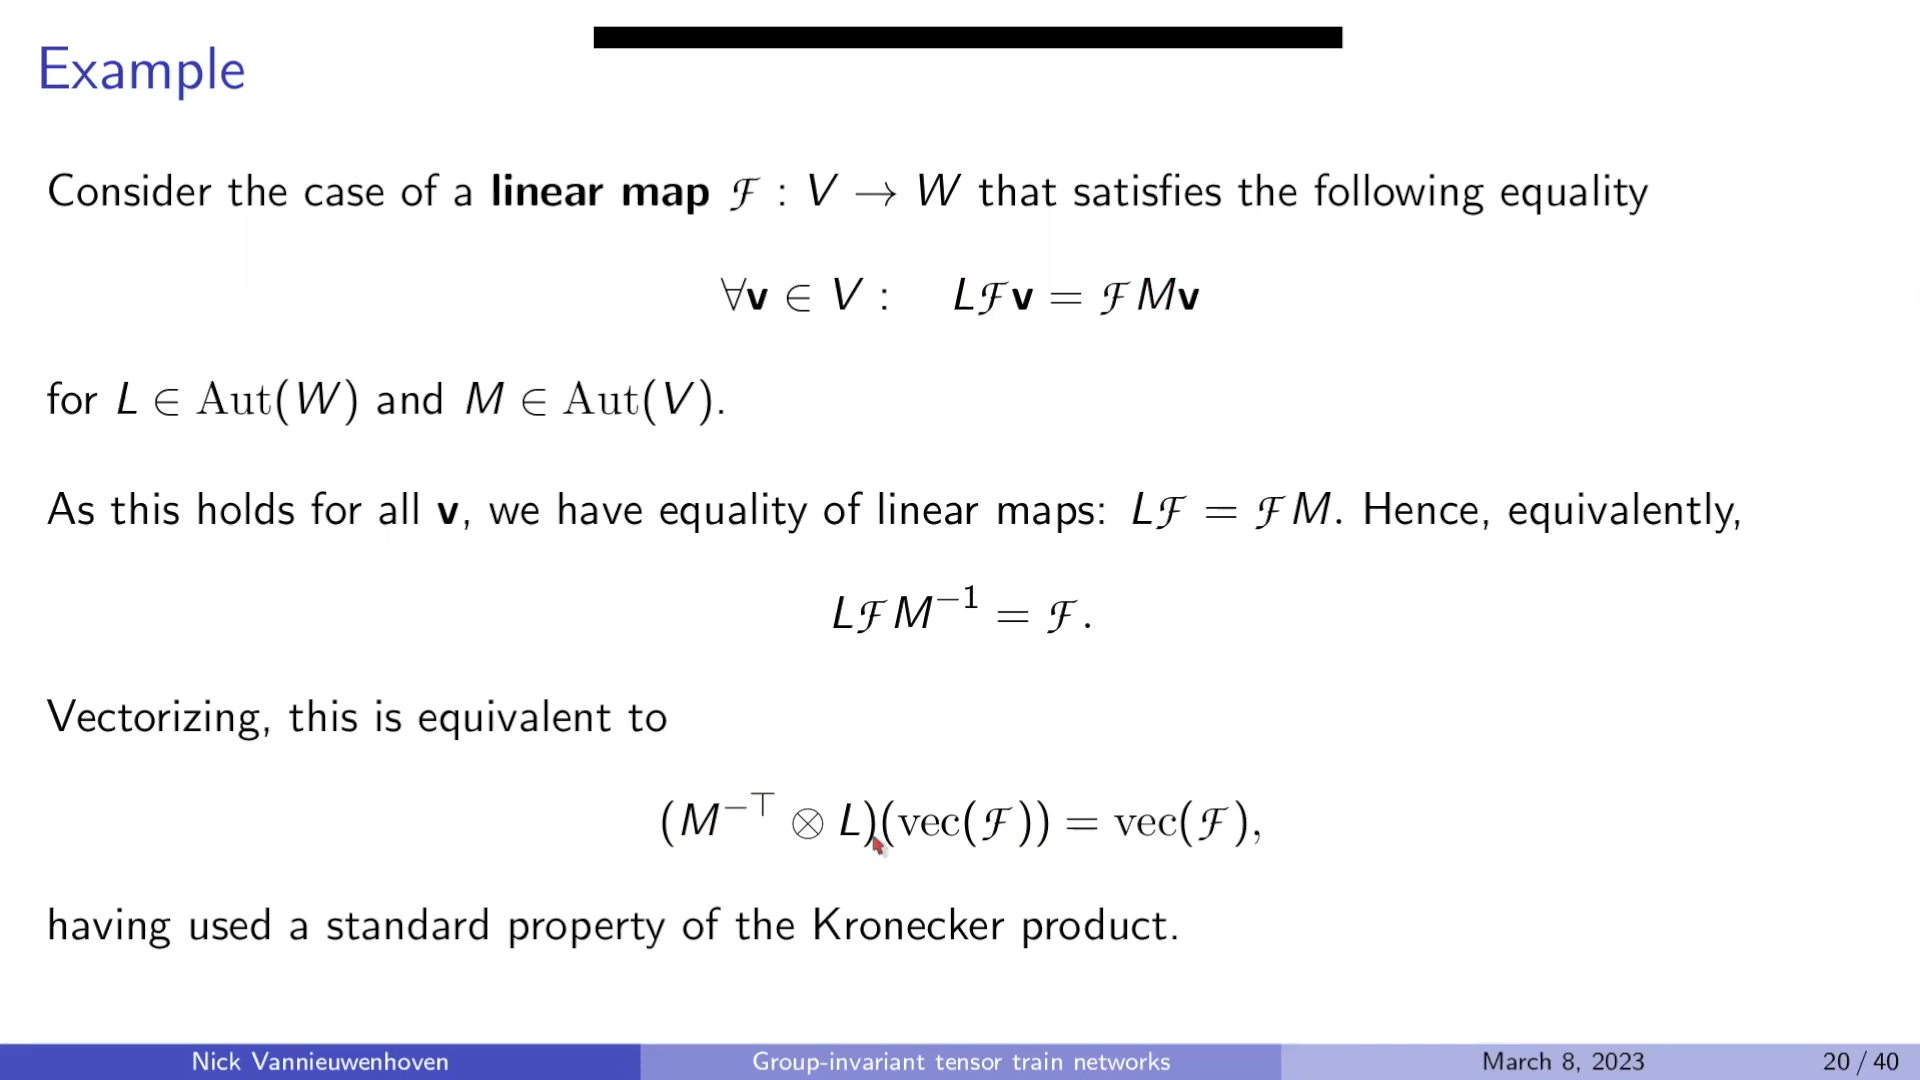 Example
Consider the case of a linear map ℱ : V → W that satisfies the following equality
∀v ∈ V : Lℱv = ℱMv
for L ∈ Aut(W) and M ∈ Aut(V).
As this holds for all v, we have equality of linear maps: Lℱ = ℱM. Hence, equivalently,
LℱM⁻¹ = ℱ.
Vectorizing, this is equivalent to
(M^{−⊤} ⊗ L)(vec(ℱ)) = vec(ℱ),
having used a standard property of the Kronecker product.
Nick Vannieuwenhoven Group-invariant tensor train networks March 8, 2023 20 / 40